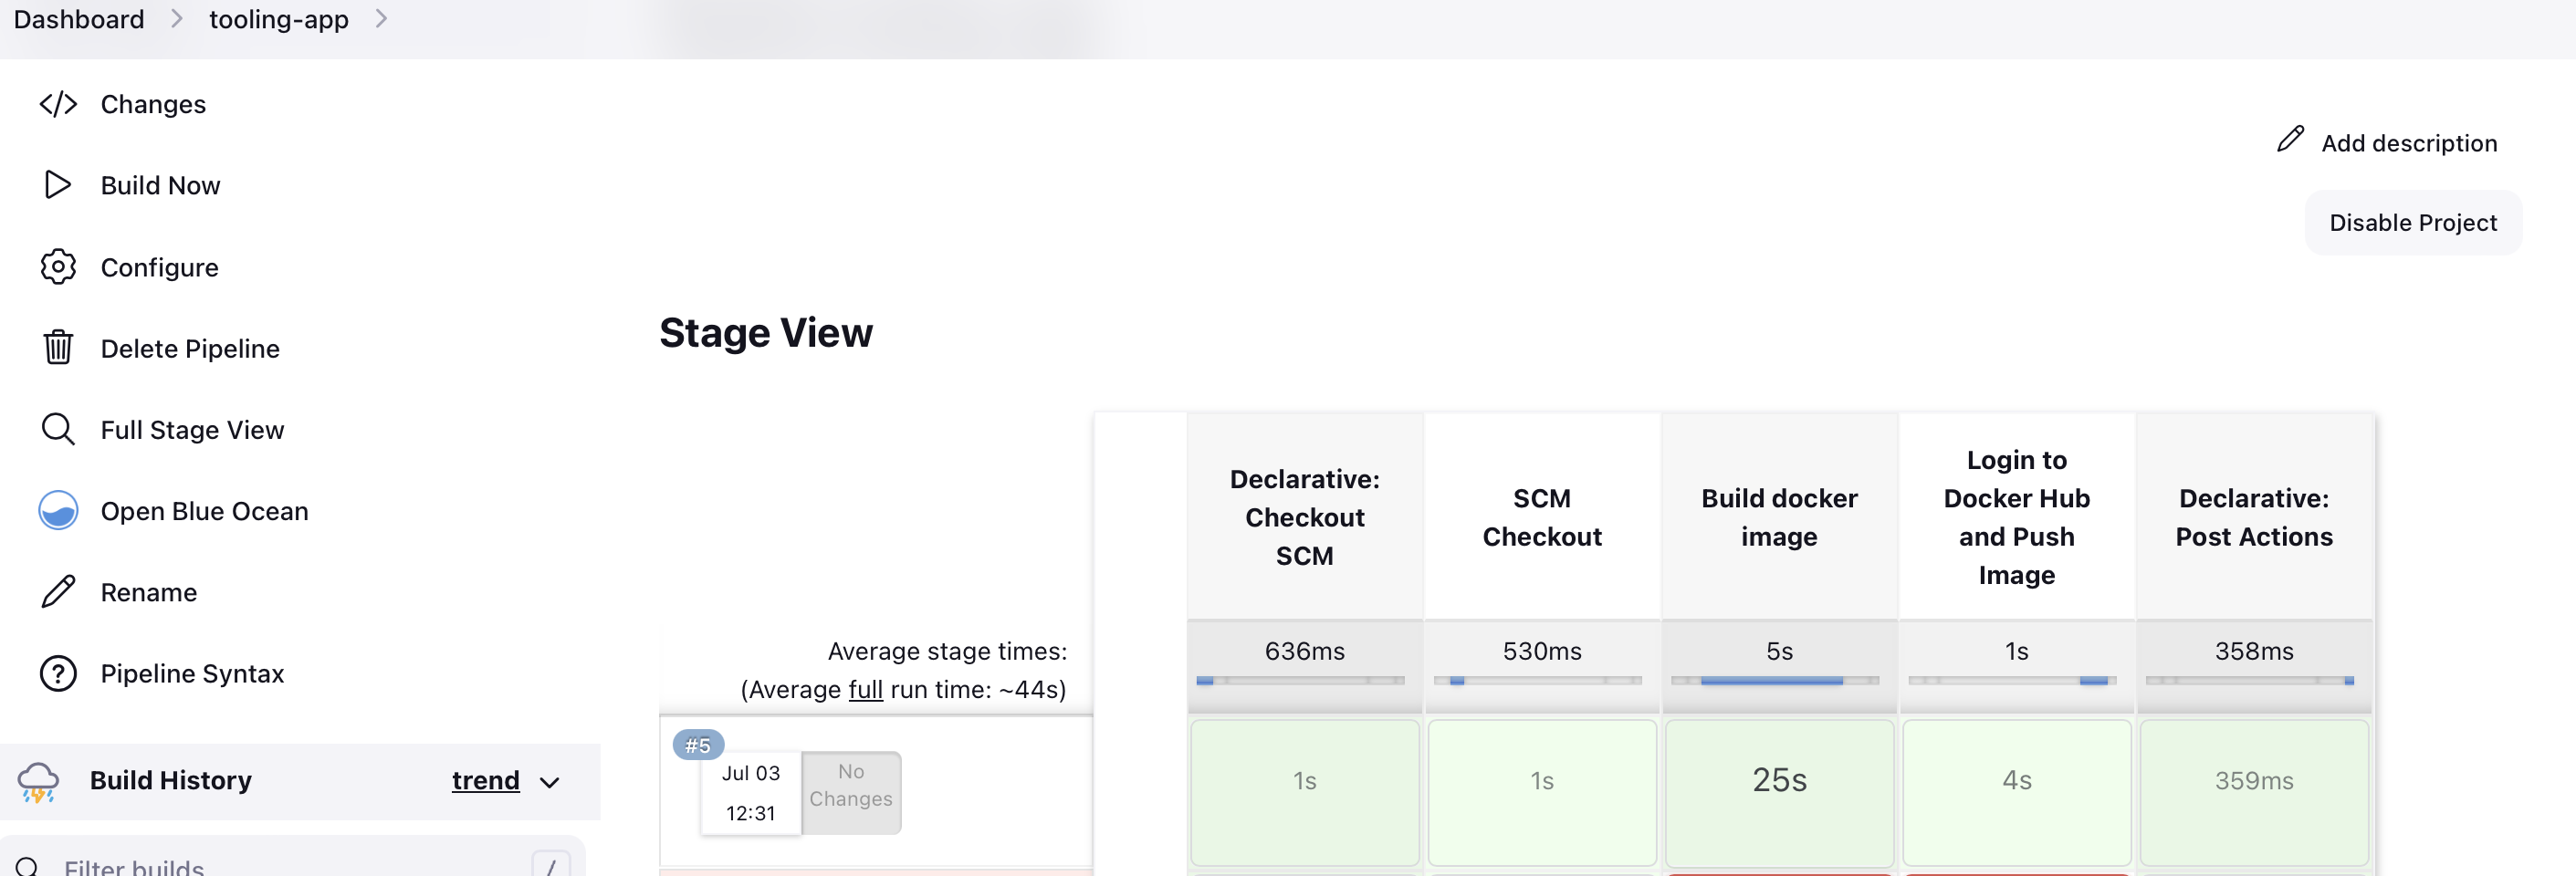 Dashboard
tooling-app
Changes
Build Now
Configure
Delete Pipeline
Full Stage View
Open Blue Ocean
Rename
Pipeline Syntax
Build History
trend
Filter builds
/
Add description
Disable Project
Stage View
Declarative:
Checkout
SCM
SCM
Checkout
Build docker
image
Login to
Docker Hub
and Push
Image
Declarative:
Post Actions
Average stage times:
(Average full run time: ~44s)
636ms
530ms
5s
1s
358ms
#5
Jul 03
12:31
No
Changes
1s
1s
25s
4s
359ms